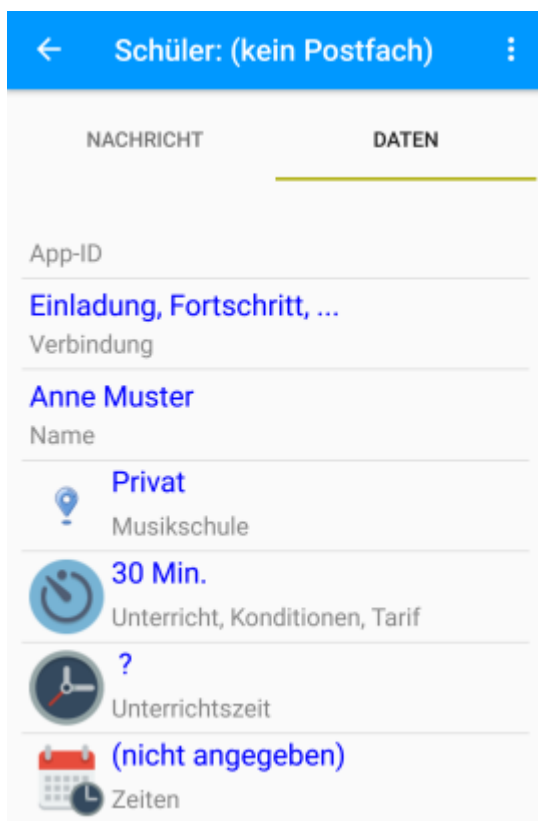 Schüler: (kein Postfach)
NACHRICHT
DATEN
App-ID
Einladung, Fortschritt, ...
Verbindung
Anne Muster
Name
Privat
Musikschule
30 Min.
Unterricht, Konditionen, Tarif
?
Unterrichtszeit
(nicht angegeben)
Zeiten